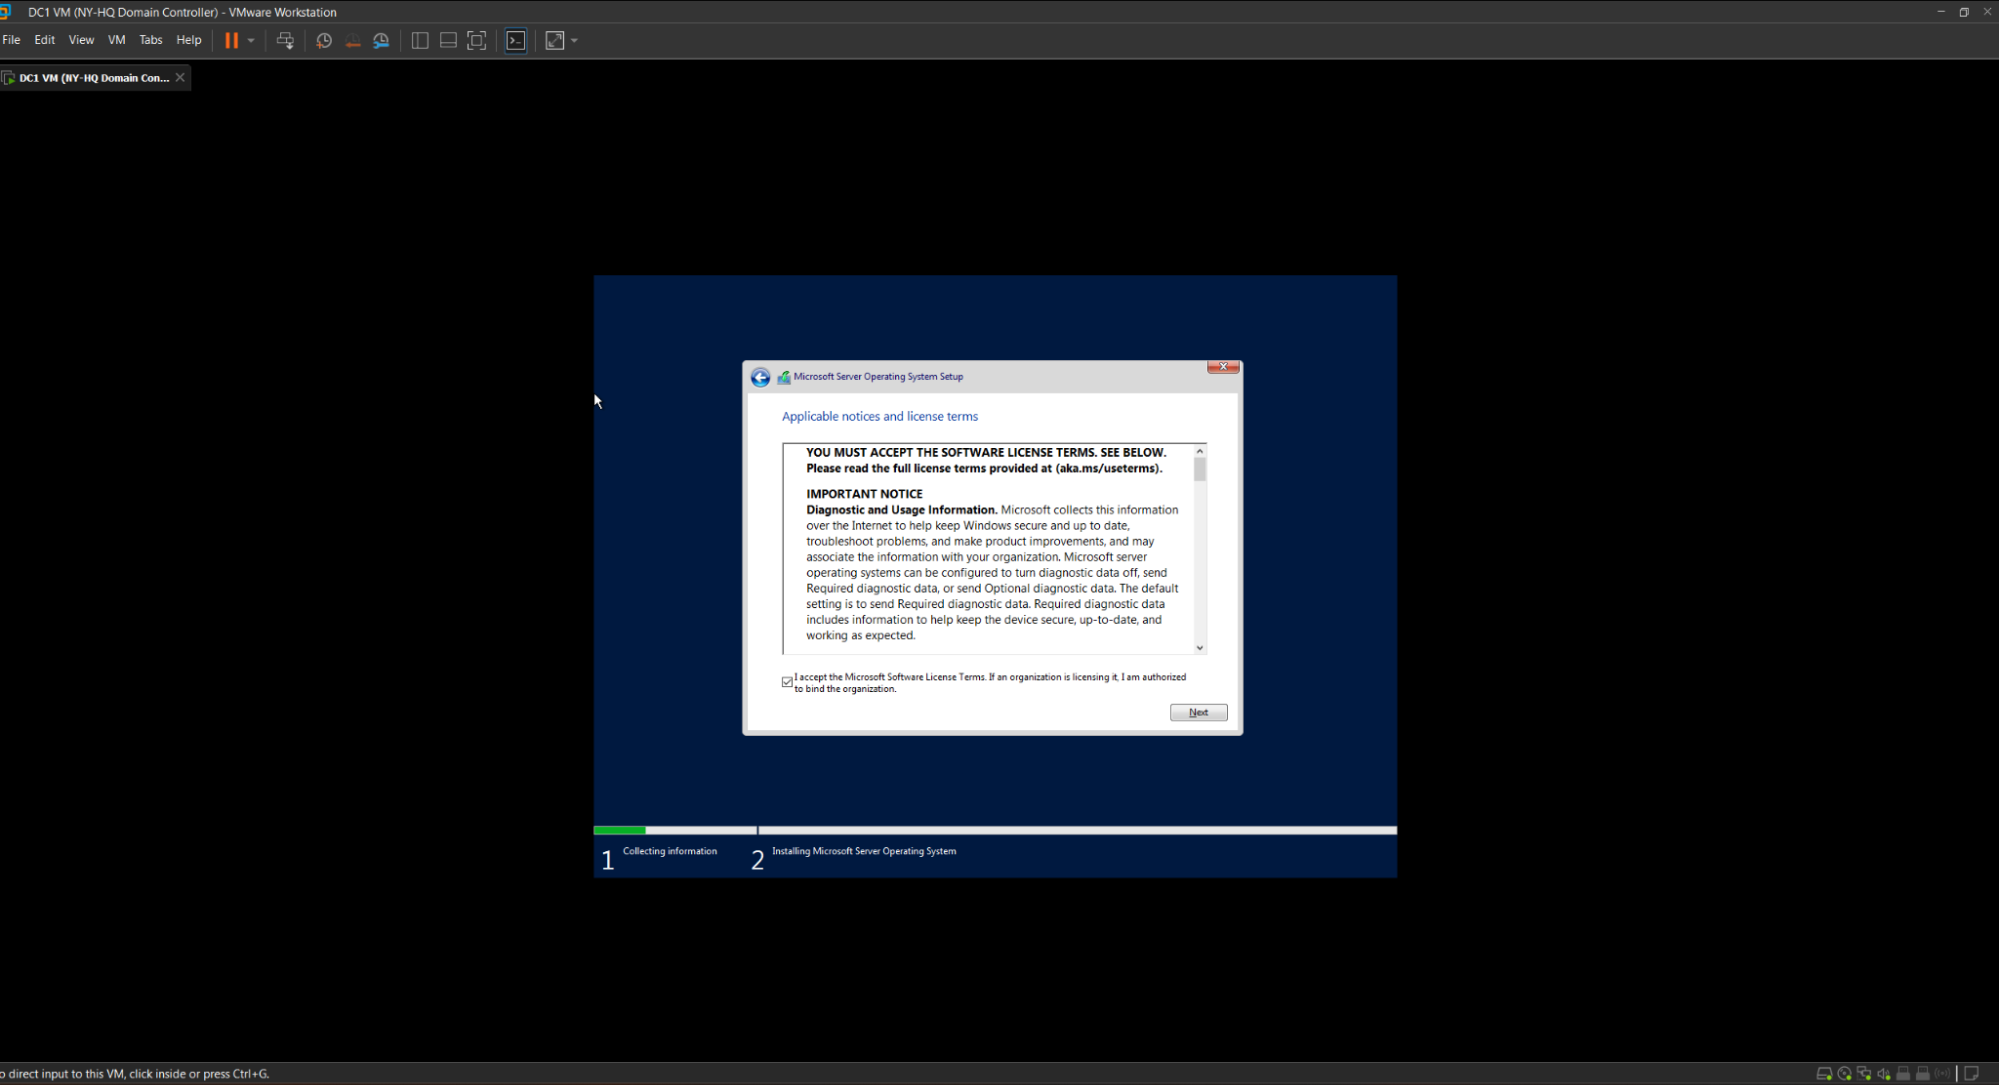 DC1 VM (NY-HQ Domain Controller) - VMware Workstation
File Edit View VM Tabs Help
DC1 VM (NY-HQ Domain Con...
Microsoft Server Operating System Setup
Applicable notices and license terms
YOU MUST ACCEPT THE SOFTWARE LICENSE TERMS. SEE BELOW.
Please read the full license terms provided at (aka.ms/useterms).
IMPORTANT NOTICE
Diagnostic and Usage Information. Microsoft collects this information
over the Internet to help keep Windows secure and up to date,
troubleshoot problems, and make product improvements, and may
associate the information with your organization. Microsoft server
operating systems can be configured to turn diagnostic data off, send
Required diagnostic data, or send Optional diagnostic data. The default
setting is to send Required diagnostic data. Required diagnostic data
includes information to help keep the device secure, up-to-date, and
working as expected.
I accept the Microsoft Software License Terms. If an organization is licensing it, I am authorized
to bind the organization.
Next
1 Collecting information 2 Installing Microsoft Server Operating System
o direct input to this VM, click inside or press Ctrl+G.